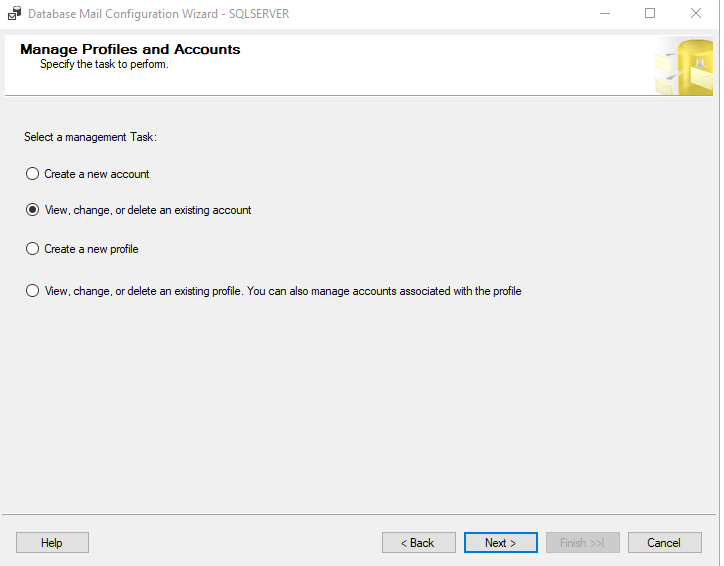 Database Mail Configuration Wizard - SQLSERVER
Manage Profiles and Accounts
Specify the task to perform.
Select a management Task:
Create a new account
View, change, or delete an existing account
Create a new profile
View, change, or delete an existing profile. You can also manage accounts associated with the profile
Help
< Back
Next >
Finish >>|
Cancel